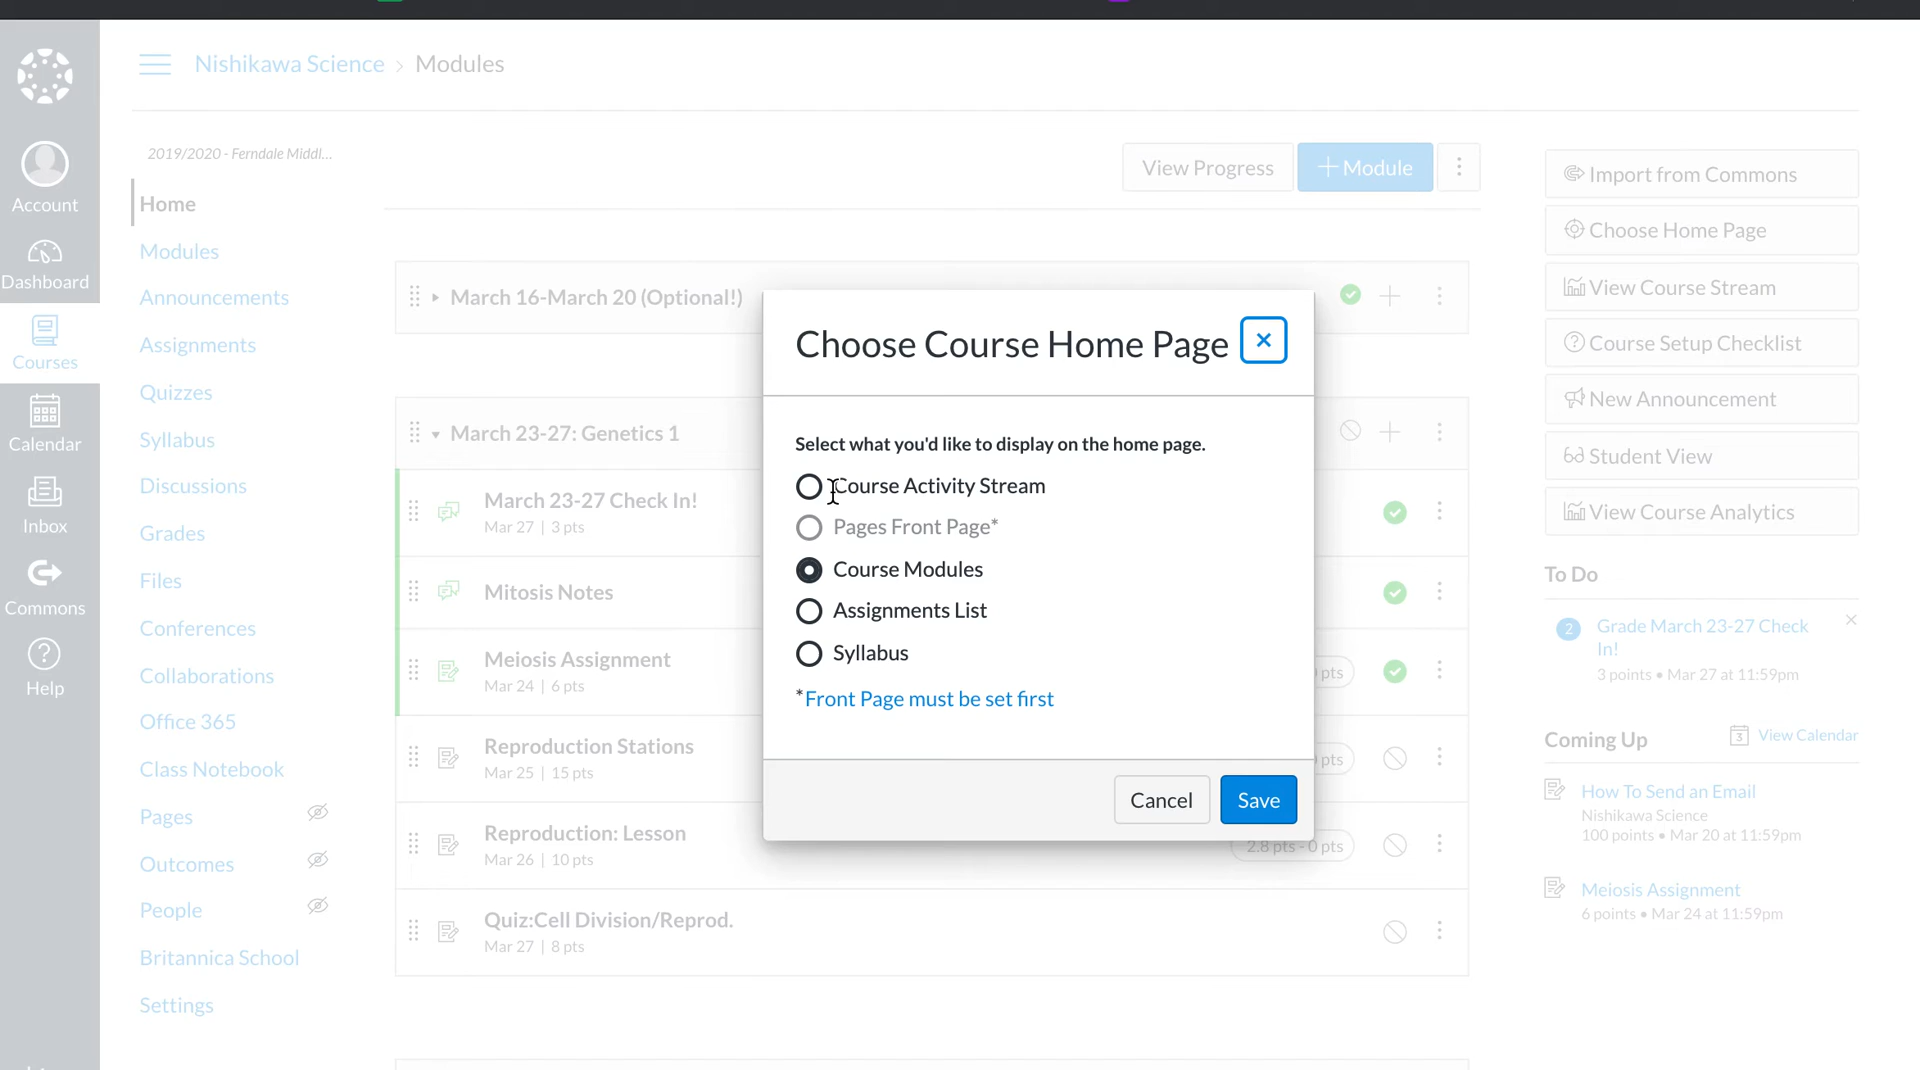 Nishikawa Science > Modules
Account
Dashboard
Courses
Calendar
Inbox
Commons
Help
2019/2020 - Ferndale Middl...
Home
Modules
Announcements
Assignments
Quizzes
Syllabus
Discussions
Grades
Files
Conferences
Collaborations
Office 365
Class Notebook
Pages
Outcomes
People
Britannica School
Settings
View Progress
+ Module
March 16-March 20 (Optional!)
March 23-27: Genetics 1
March 23-27 Check In!
Mar 27 | 3 pts
Mitosis Notes
Meiosis Assignment
Mar 24 | 6 pts
pts
Reproduction Stations
Mar 25 | 15 pts
pts
Reproduction: Lesson
Mar 26 | 10 pts
2.8 pts - 0 pts
Quiz:Cell Division/Reprod.
Mar 27 | 8 pts
Choose Course Home Page
Select what you'd like to display on the home page.
Course Activity Stream
Pages Front Page*
Course Modules
Assignments List
Syllabus
*Front Page must be set first
Cancel
Save
Import from Commons
Choose Home Page
View Course Stream
Course Setup Checklist
New Announcement
Student View
View Course Analytics
To Do
2
Grade March 23-27 Check
In!
3 points • Mar 27 at 11:59pm
Coming Up
3
View Calendar
How To Send an Email
Nishikawa Science
100 points • Mar 20 at 11:59pm
Meiosis Assignment
6 points • Mar 24 at 11:59pm